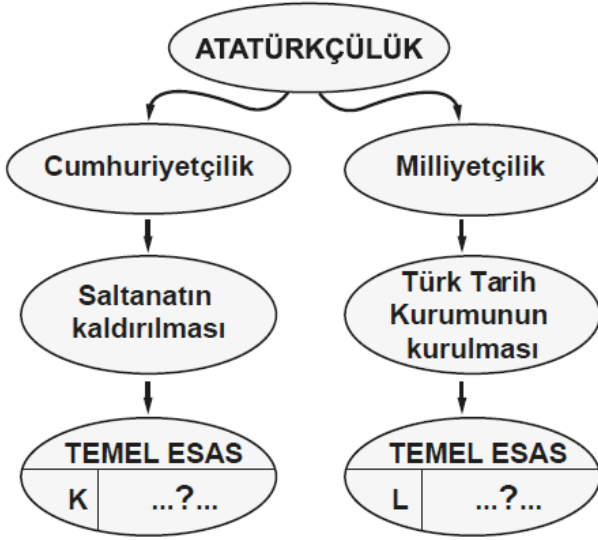 ATATÜRKÇÜLÜK
Cumhuriyetçilik
Milliyetçilik
Saltanatın
kaldırılması
Türk Tarih
Kurumunun
kurulması
TEMEL ESAS
K ...?...
TEMEL ESAS
L ...?...